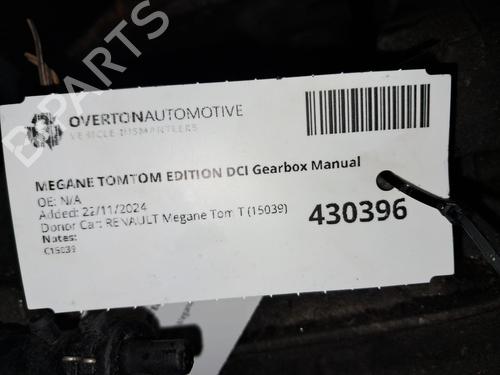 B-PARTS
OVERTONAUTOMOTIVE
VEHICLE DISMANTLERS
MEGANE TOMTOM EDITION DCI Gearbox Manual
OE: N/A
Added: 22/11/2024
Donor Car: RENAULT Megane Tom T (15039)
430396
Notes:
C15039